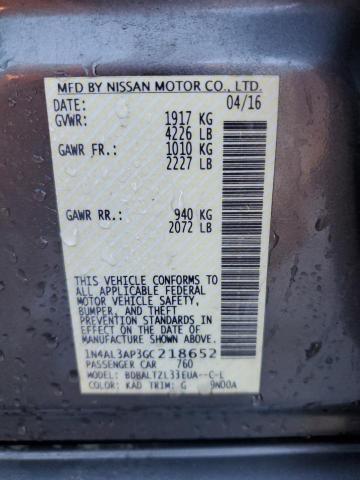 MFD BY NISSAN MOTOR CO., LTD.
DATE: 04/16
GVWR: 1917 KG
4226 LB
GAWR FR.: 1010 KG
2227 LB
GAWR RR.: 940 KG
2072 LB
THIS VEHICLE CONFORMS TO
ALL APPLICABLE FEDERAL
MOTOR VEHICLE SAFETY,
BUMPER, AND THEFT
PREVENTION STANDARDS
IN EFFECT ON THE DATE OF
MANUFACTURE SHOWN ABOVE.
1N4AL3AP3GC218652
PASSENGER CAR 760
MODEL: BDBALTZL33EUA--C-L
COLOR: KAD TRIM: G 9N00A